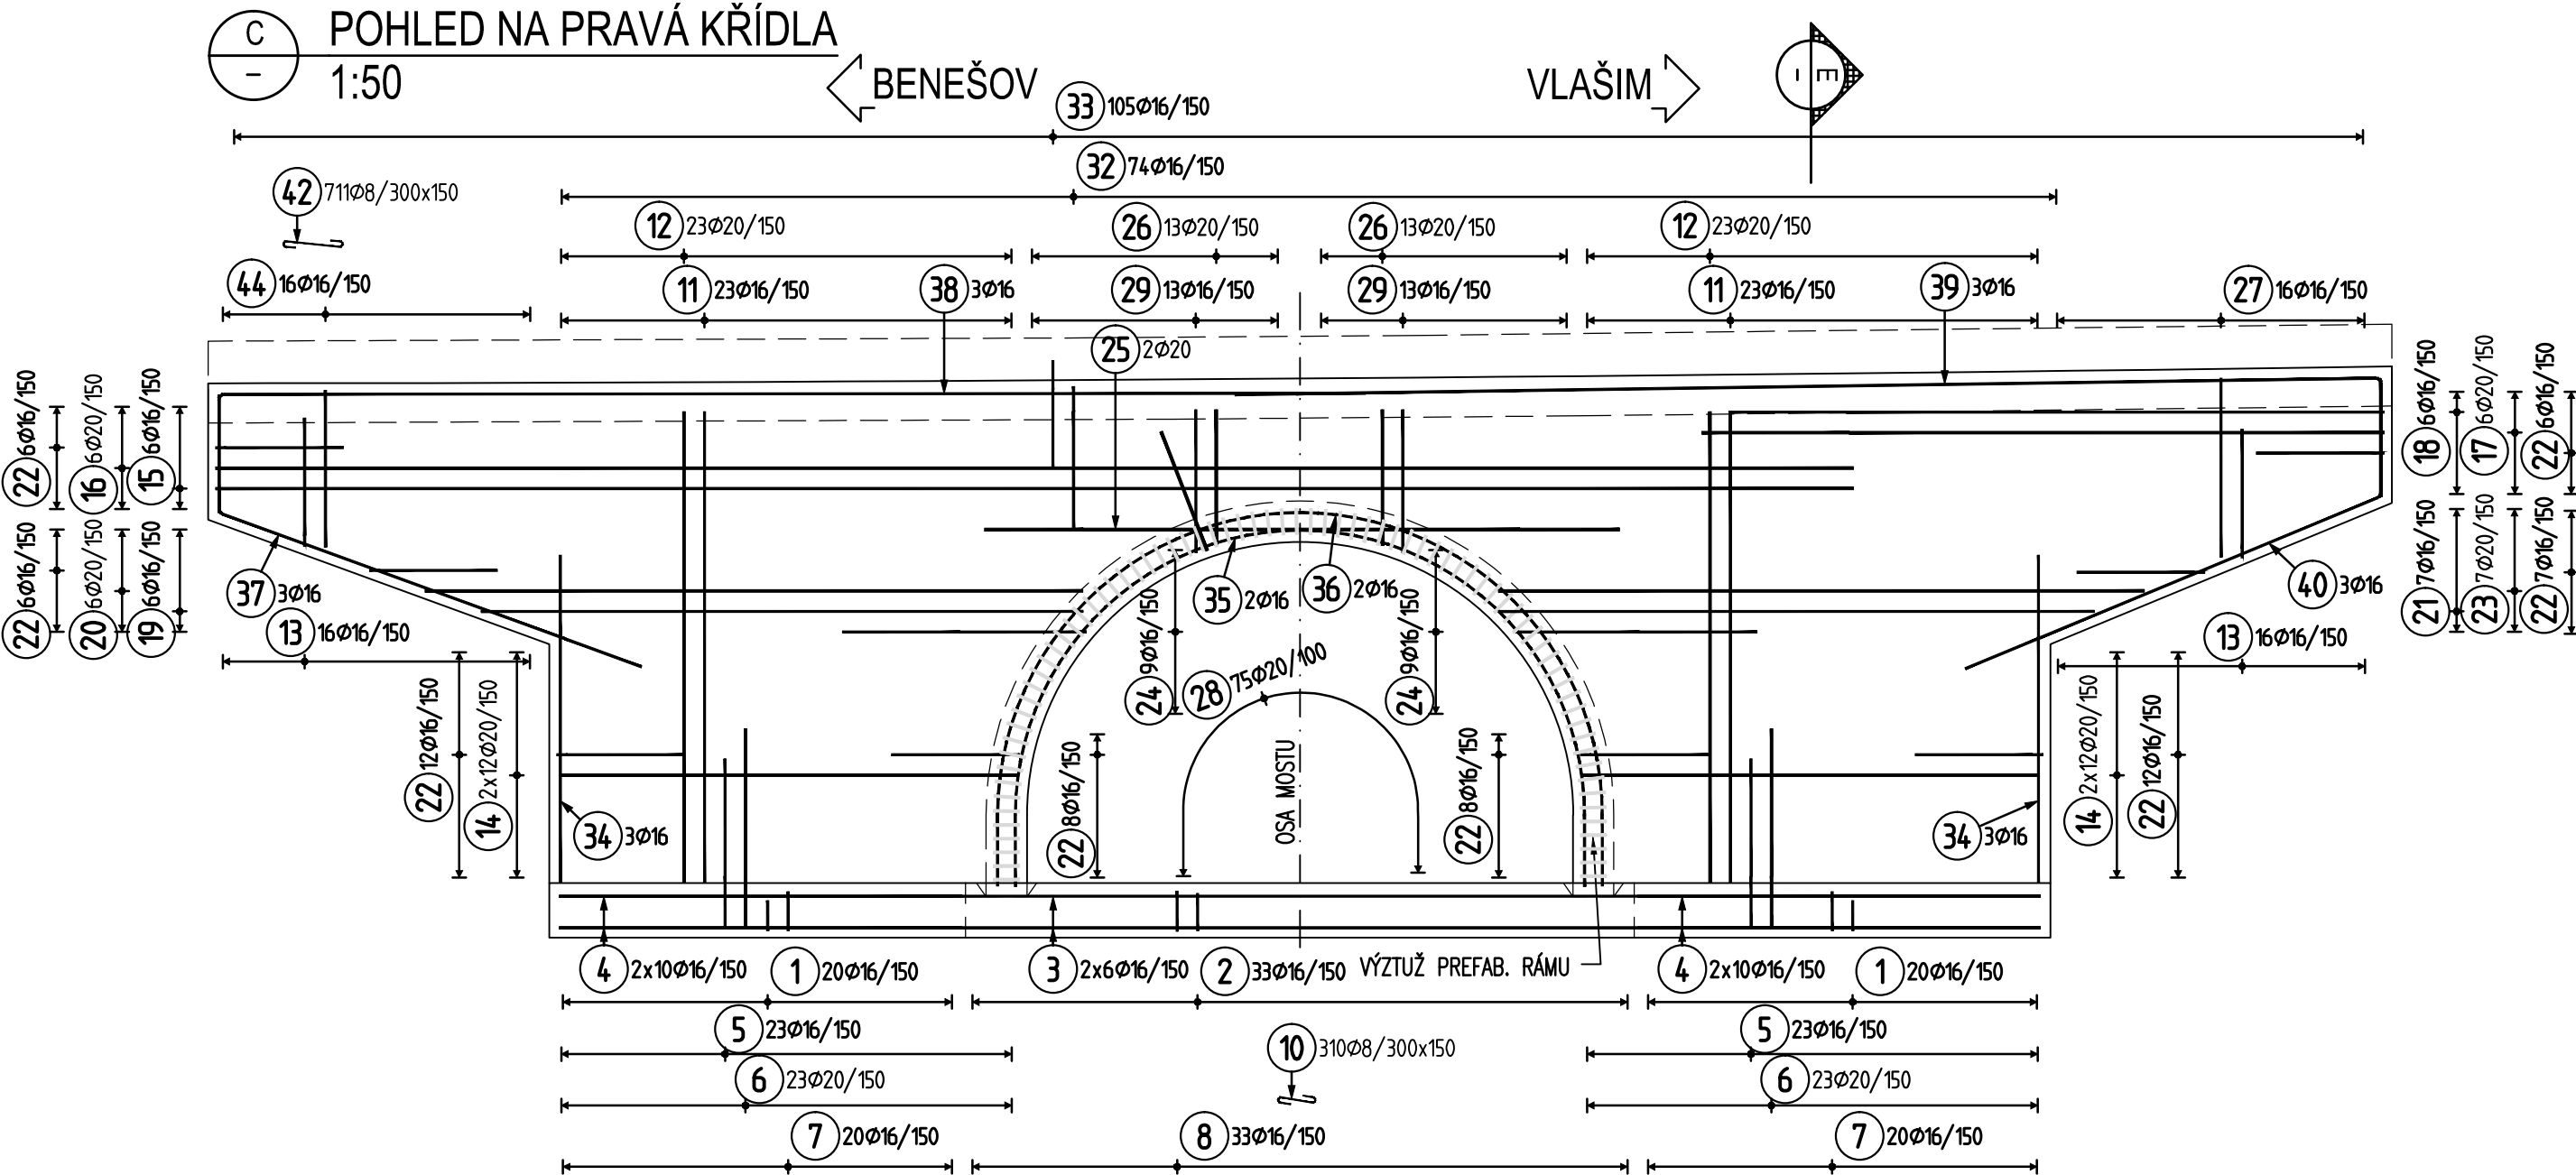 C
POHLED NA PRAVÁ KŘÍDLA
–
1:50
BENEŠOV
VLAŠIM
I E
33 105Ø16/150
32 74Ø16/150
42 711Ø8/300x150
12 23Ø20/150
26 13Ø20/150
26 13Ø20/150
12 23Ø20/150
44 16Ø16/150
11 23Ø16/150
38 3Ø16
29 13Ø16/150
29 13Ø16/150
11 23Ø16/150
39 3Ø16
27 16Ø16/150
25 2Ø20
22 6Ø16/150
16 6Ø20/150
15 6Ø16/150
18 6Ø16/150
17 6Ø20/150
22 6Ø16/150
22 6Ø16/150
20 6Ø20/150
19 6Ø16/150
21 7Ø16/150
23 7Ø20/150
22 7Ø16/150
37 3Ø16
35 2Ø16
36 2Ø16
40 3Ø16
13 16Ø16/150
13 16Ø16/150
24 9Ø16/150
28 75Ø20/100
24 9Ø16/150
22 12Ø16/150
14 2x12Ø20/150
14 2x12Ø20/150
22 12Ø16/150
34 3Ø16
22 8Ø16/150
OSA MOSTU
22 8Ø16/150
34 3Ø16
4 2x10Ø16/150
1 20Ø16/150
3 2x6Ø16/150
2 33Ø16/150
VÝZTUŽ PREFAB. RÁMU
4 2x10Ø16/150
1 20Ø16/150
5 23Ø16/150
5 23Ø16/150
10 310Ø8/300x150
6 23Ø20/150
6 23Ø20/150
7 20Ø16/150
8 33Ø16/150
7 20Ø16/150